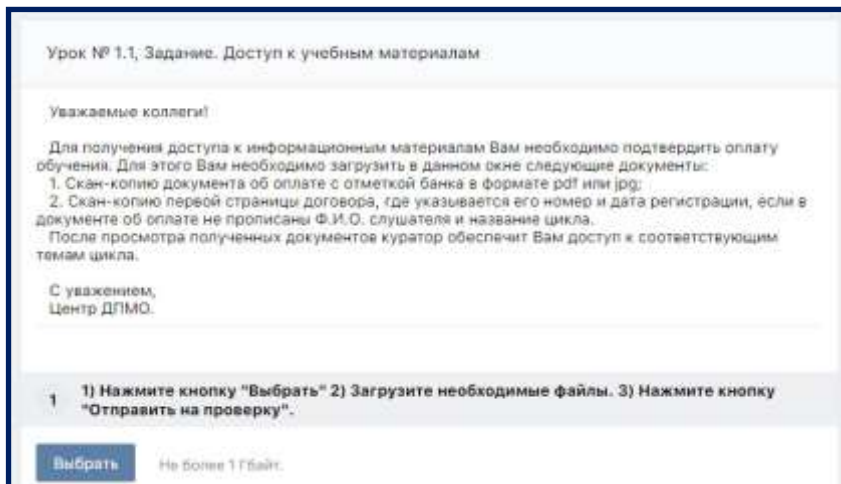 Урок № 1.1, Задание. Доступ к учебным материалам
Уважаемые коллеги!
Для получения доступа к информационным материалам Вам необходимо подтвердить оплату
обучения. Для этого Вам необходимо загрузить в данном окне следующие документы:
1. Скан-копию документа об оплате с отметкой банка в формате pdf или jpg;
2. Скан-копию первой страницы договора, где указывается его номер и дата регистрации, если в
документе об оплате не прописаны Ф.И.О. слушателя и название цикла.
После просмотра полученных документов куратор обеспечит Вам доступ к соответствующим
темам цикла.
С уважением,
Центр ДПМО.
1 1) Нажмите кнопку "Выбрать" 2) Загрузите необходимые файлы. 3) Нажмите кнопку
"Отправить на проверку".
Выбрать Не более 1 Гбайт.